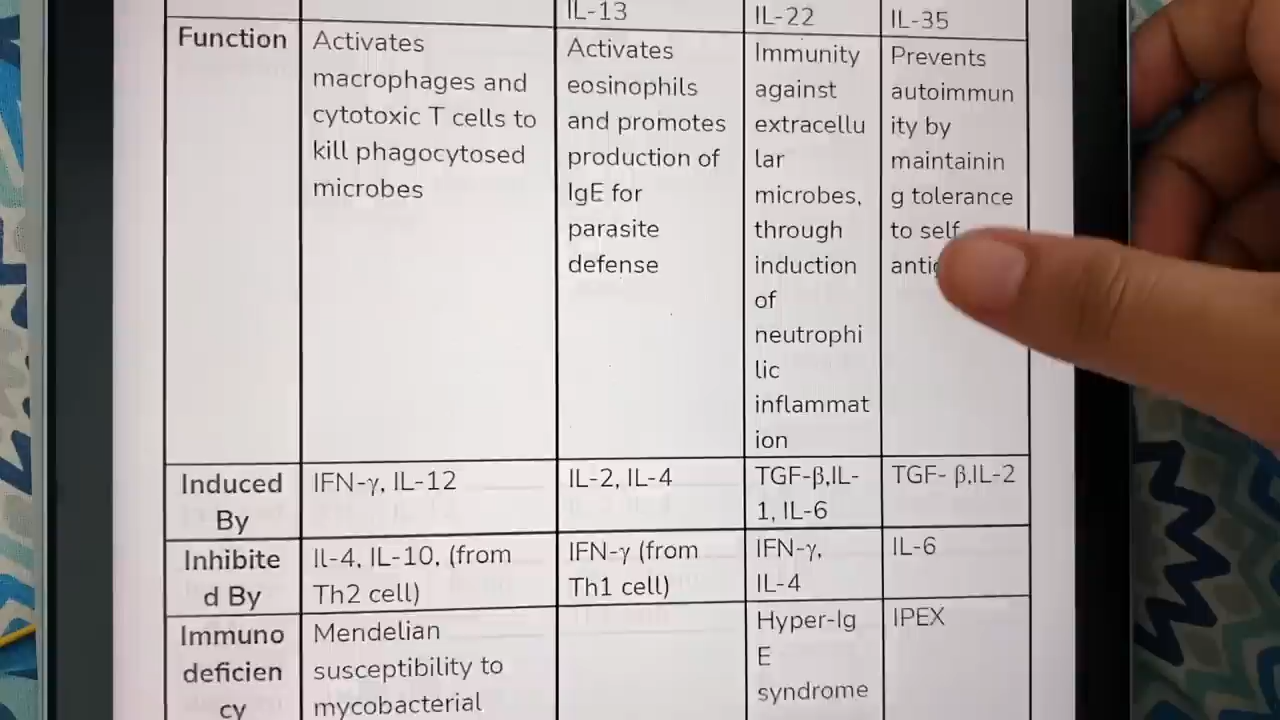 IL-13
IL-22
IL-35
Function
Activates
macrophages and
cytotoxic T cells to
kill phagocytosed
microbes
Activates
eosinophils
and promotes
production of
IgE for
parasite
defense
Immunity
against
extracellu
lar
microbes,
through
induction
of
neutrophi
lic
inflammat
ion
Prevents
autoimmun
ity by
maintainin
g tolerance
to self
Induced
By
IFN-γ, IL-12
IL-2, IL-4
TGF-β,IL-
1, IL-6
TGF- β,IL-2
Inhibite
d By
Il-4, IL-10, (from
Th2 cell)
IFN-γ (from
Th1 cell)
IFN-γ,
IL-4
IL-6
Immuno
deficien
cy
Mendelian
susceptibility to
mycobacterial
Hyper-Ig
E
syndrome
IPEX